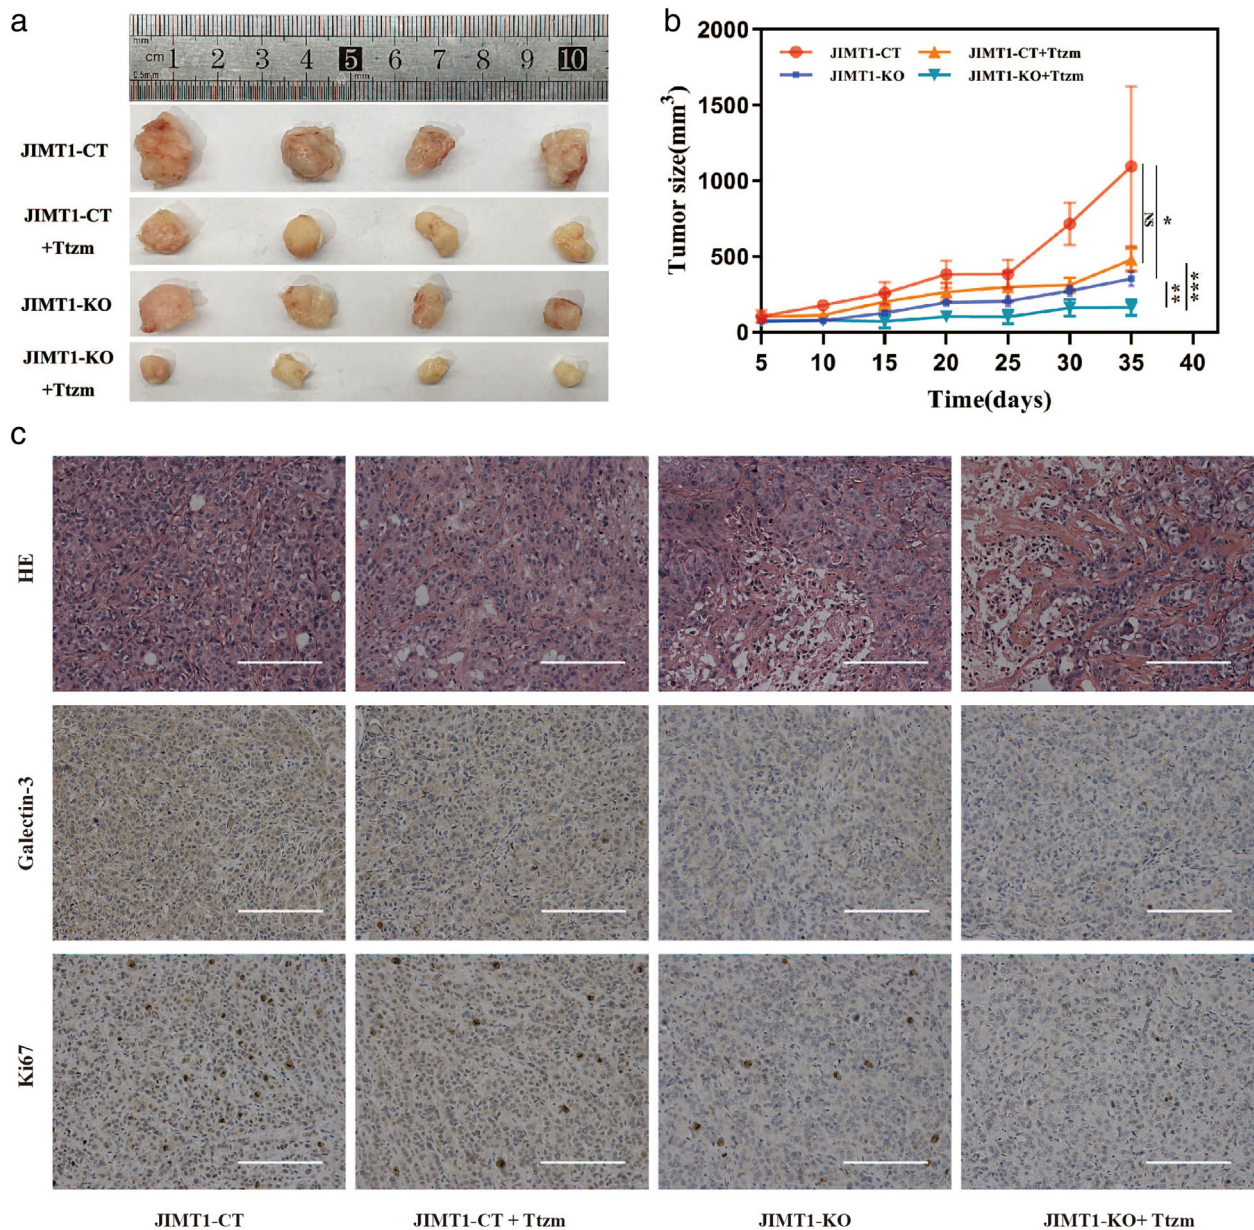 a
mm
cm 1 2 3 4 5 6 7 8 9 10
0.5mm
mm
JIMT1-CT
JIMT1-CT
+Ttzm
JIMT1-KO
JIMT1-KO
+Ttzm
b
JIMT1-CT JIMT1-CT+Ttzm
JIMT1-KO JIMT1-KO+Ttzm
Tumor size(mm3)
2000
1500
1000
500
0
5 10 15 20 25 30 35 40
Time(days)
NS
*
**
***
c
HE
Galectin-3
Ki67
JIMT1-CT JIMT1-CT + Ttzm JIMT1-KO JIMT1-KO+ Ttzm